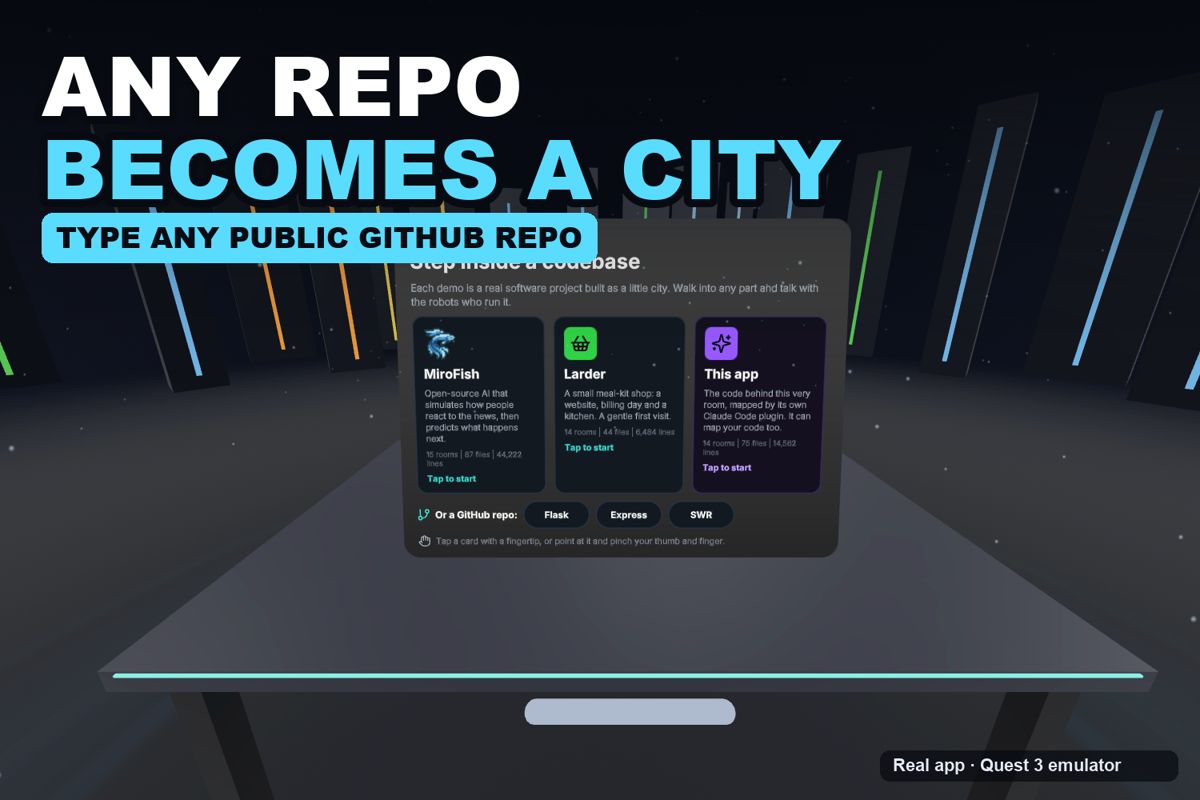 ANY REPO
BECOMES A CITY
TYPE ANY PUBLIC GITHUB REPO
Step inside a codebase
Each demo is a real software project built as a little city. Walk into any part and talk with
the robots who run it.
MiroFish
Open-source AI that
simulates how people
react to the news, then
predicts what happens
next.
15 rooms | 87 files | 44,222
lines
Tap to start
Larder
A small meal-kit shop: a
website, billing day and a
kitchen. A gentle first visit.
14 rooms | 44 files | 6,484 lines
Tap to start
This app
The code behind this very
room, mapped by its own
Claude Code plugin. It can
map your code too.
14 rooms | 75 files | 14,562
lines
Tap to start
Or a GitHub repo:
Flask
Express
SWR
Tap a card with a fingertip, or point at it and pinch your thumb and finger.
Real app · Quest 3 emulator